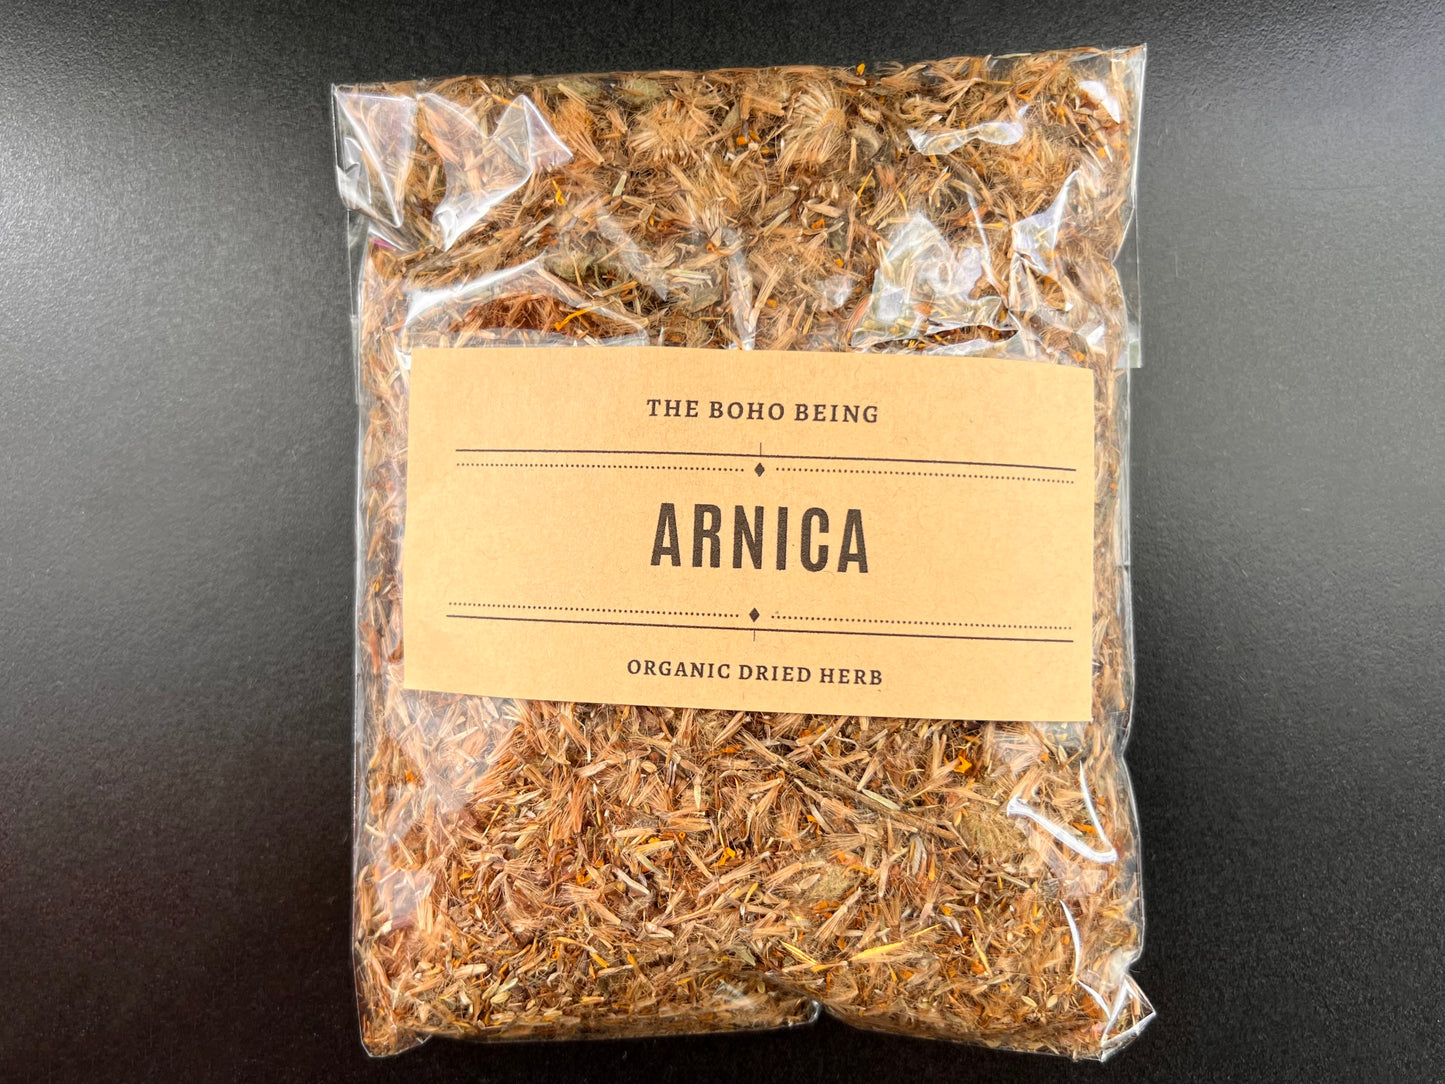 THE BOHO BEING
ARNICA
ORGANIC DRIED HERB